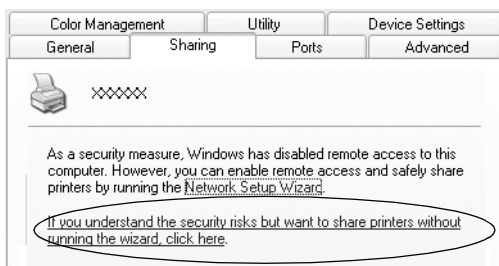 Color Management Utility Device Settings
General Sharing Ports Advanced
XXXXXX
As a security measure, Windows has disabled remote access to this
computer. However, you can enable remote access and safely share
printers by running the Network Setup Wizard.
If you understand the security risks but want to share printers without
running the wizard, click here.